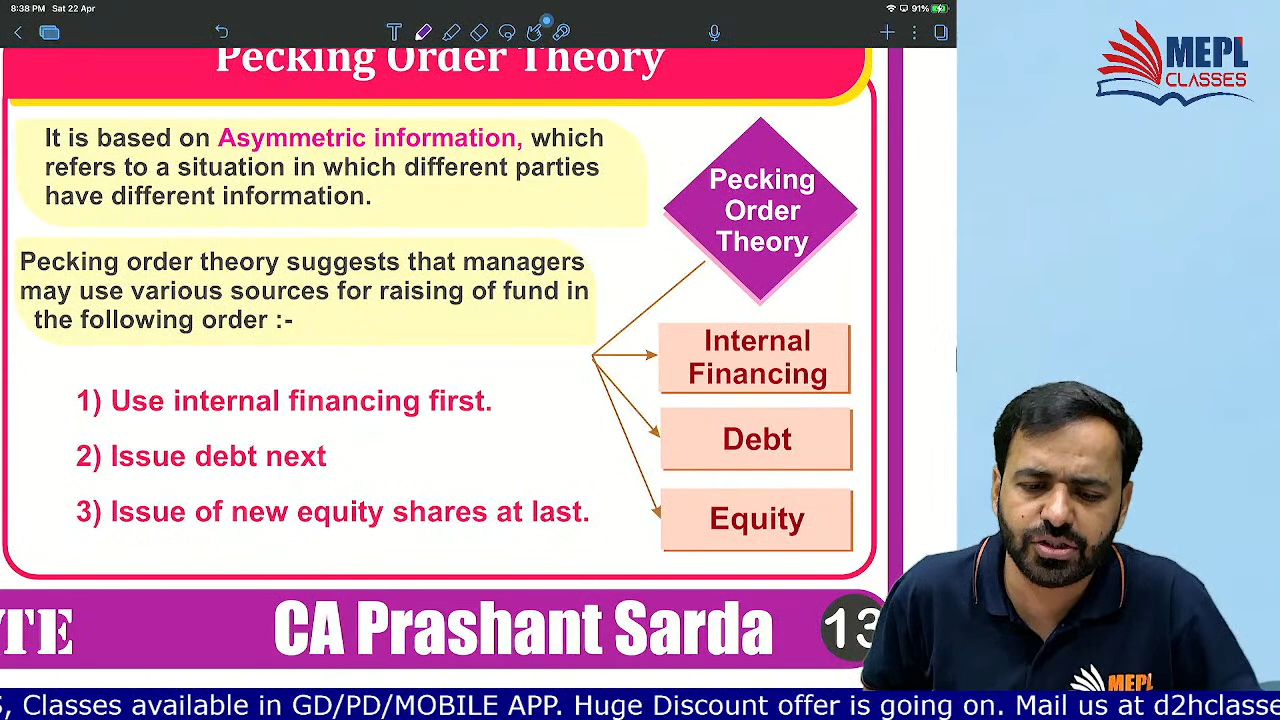 8:38 PM Sat 22 Apr
91%
Pecking Order Theory
MEPL
CLASSES
It is based on Asymmetric information, which
refers to a situation in which different parties
have different information.
Pecking order theory suggests that managers
may use various sources for raising of fund in
the following order :-
1) Use internal financing first.
2) Issue debt next
3) Issue of new equity shares at last.
Pecking
Order
Theory
Internal
Financing
Debt
Equity
YTE
CA Prashant Sarda
13
MEPL
S, Classes available in GD/PD/MOBILE APP. Huge Discount offer is going on. Mail us at d2hclasse